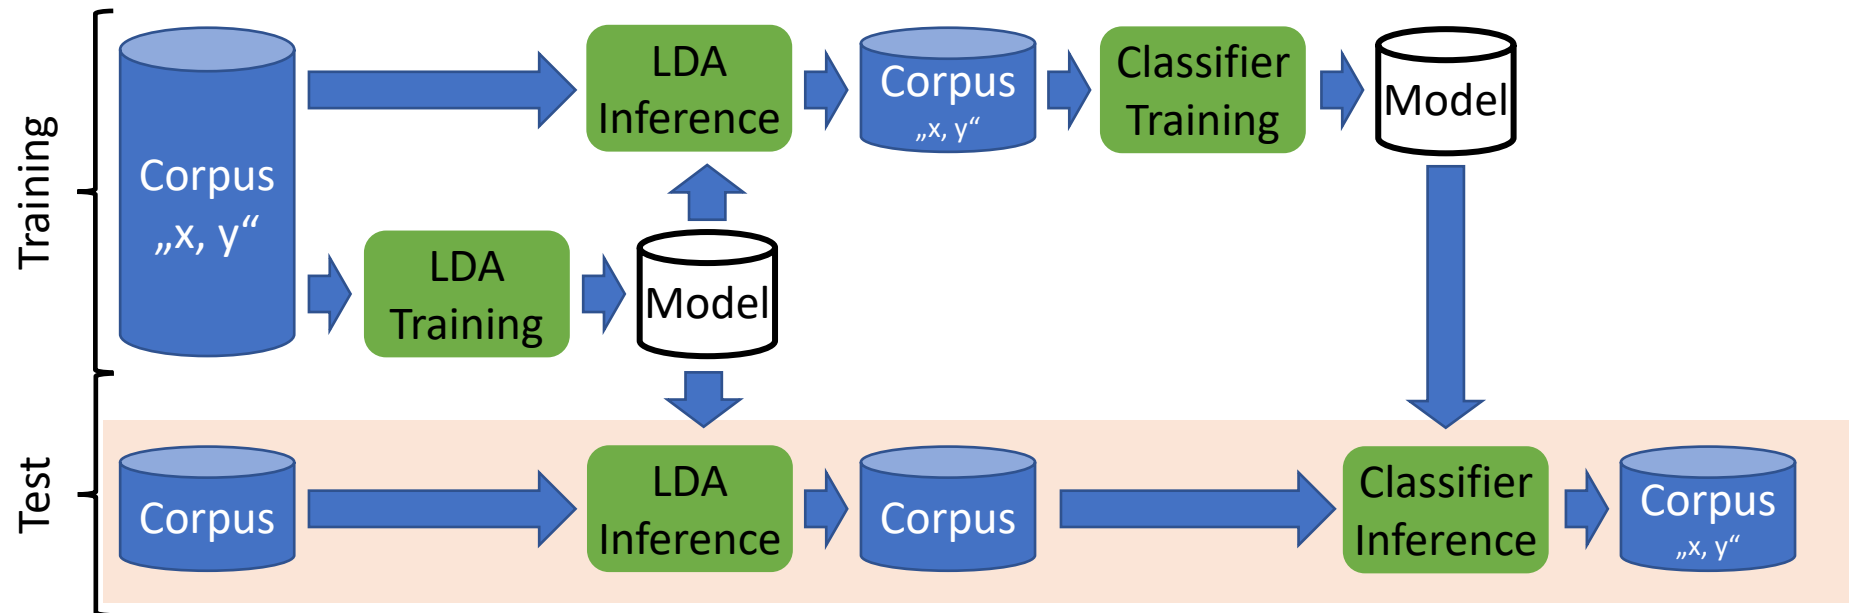 Training
Corpus
„x, y“
LDA
Inference
Corpus
„x, y“
Classifier
Training
Model
LDA
Training
Model
Test
Corpus
LDA
Inference
Corpus
Classifier
Inference
Corpus
„x, y“